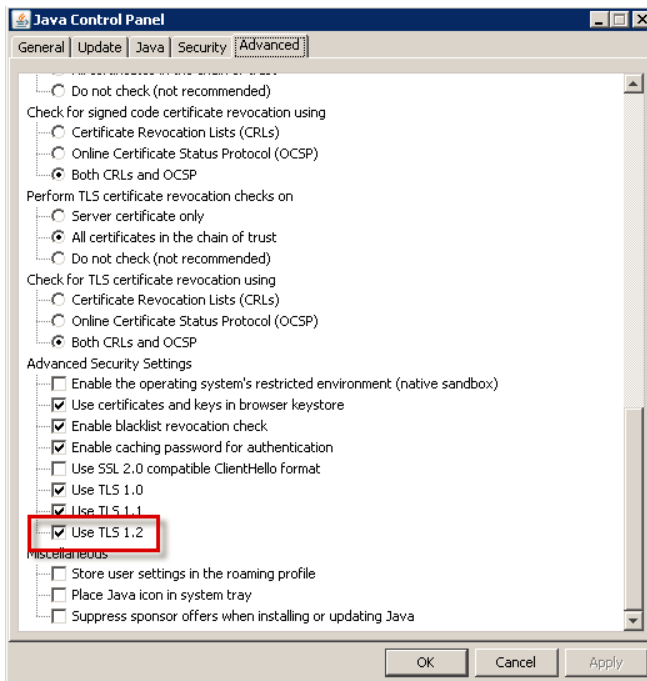 Java Control Panel
General Update Java Security Advanced
Do not check (not recommended)
Check for signed code certificate revocation using
Certificate Revocation Lists (CRLs)
Online Certificate Status Protocol (OCSP)
Both CRLs and OCSP
Perform TLS certificate revocation checks on
Server certificate only
All certificates in the chain of trust
Do not check (not recommended)
Check for TLS certificate revocation using
Certificate Revocation Lists (CRLs)
Online Certificate Status Protocol (OCSP)
Both CRLs and OCSP
Advanced Security Settings
Enable the operating system's restricted environment (native sandbox)
Use certificates and keys in browser keystore
Enable blacklist revocation check
Enable caching password for authentication
Use SSL 2.0 compatible ClientHello format
Use TLS 1.0
Use TLS 1.1
Use TLS 1.2
Miscellaneous
Store user settings in the roaming profile
Place Java icon in system tray
Suppress sponsor offers when installing or updating Java
OK Cancel Apply